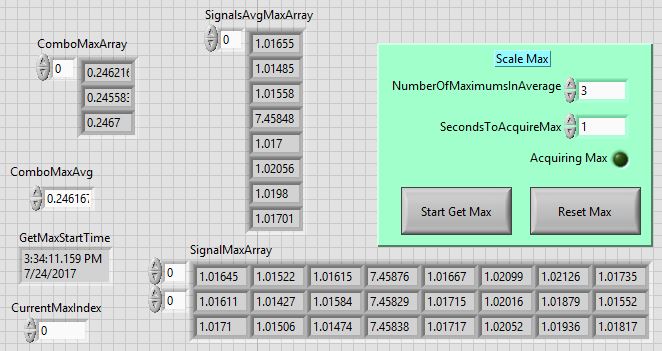 SignalsAvgMaxArray
0
1.01655
1.01485
1.01558
7.45848
1.017
1.02056
1.0198
1.01701
ComboMaxArray
0
0.246216
0.245583
0.2467
ComboMaxAvg
0.246167
GetMaxStartTime
3:34:11.159 PM
7/24/2017
CurrentMaxIndex
0
Scale Max
NumberOfMaximumsInAverage 3
SecondsToAcquireMax 1
Acquiring Max
Start Get Max Reset Max
SignalMaxArray
0 1.01645 1.01522 1.01615 7.45876 1.01667 1.02099 1.02126 1.01735
0 1.01611 1.01427 1.01584 7.45829 1.01715 1.02016 1.01879 1.01552
1.0171 1.01506 1.01474 7.45838 1.01717 1.02052 1.01936 1.01817